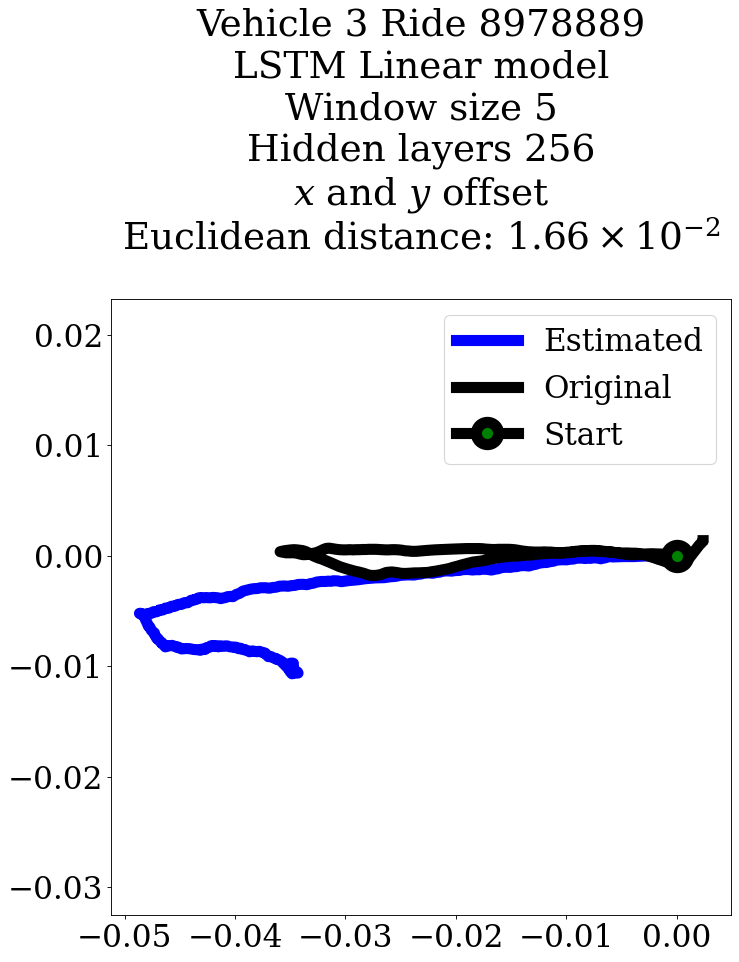 Vehicle 3 Ride 8978889
LSTM Linear model
Window size 5
Hidden layers 256
x and y offset
Euclidean distance: 1.66 × 10⁻²
Estimated
Original
Start
0.02
0.01
0.00
−0.01
−0.02
−0.03
−0.05 −0.04 −0.03 −0.02 −0.01 0.00